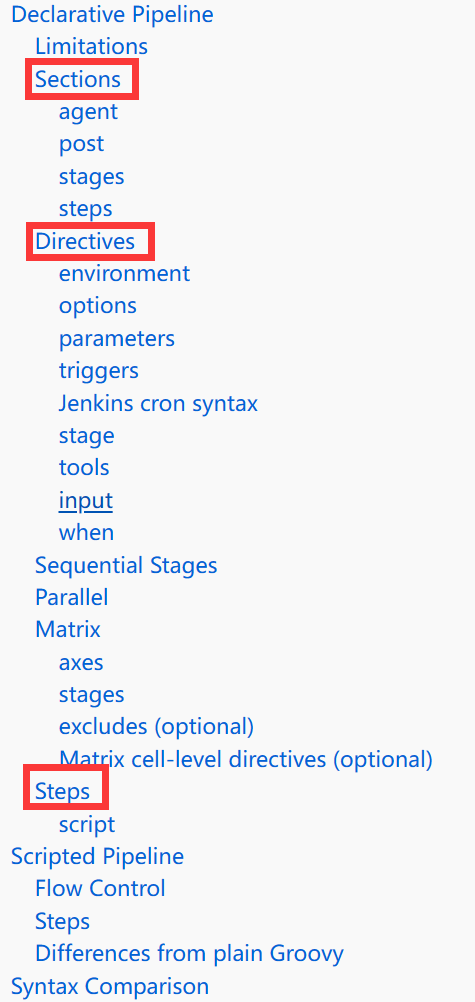 Declarative Pipeline
Limitations
Sections
agent
post
stages
steps
Directives
environment
options
parameters
triggers
Jenkins cron syntax
stage
tools
input
when
Sequential Stages
Parallel
Matrix
axes
stages
excludes (optional)
Matrix cell-level directives (optional)
Steps
script
Scripted Pipeline
Flow Control
Steps
Differences from plain Groovy
Syntax Comparison